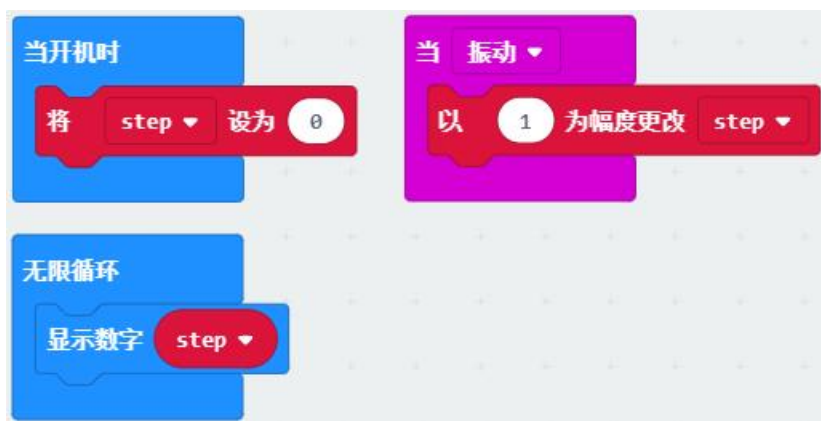 当开机时
将 step 设为 0
当 振动
以 1 为幅度更改 step
无限循环
显示数字 step